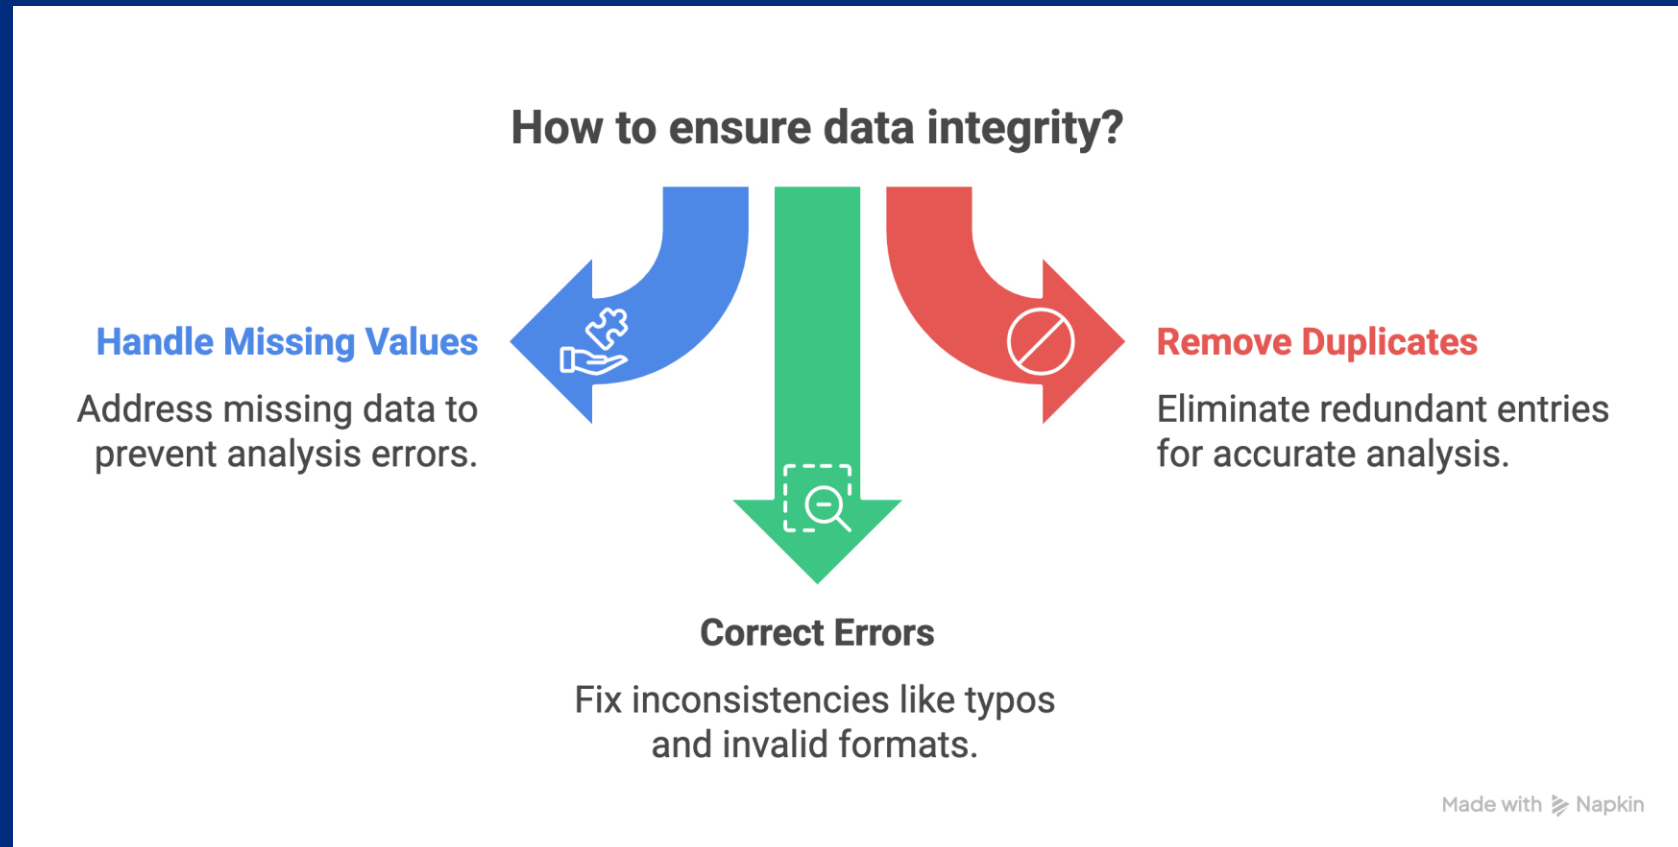 How to ensure data integrity?
Handle Missing Values
Address missing data to
prevent analysis errors.
Remove Duplicates
Eliminate redundant entries
for accurate analysis.
Correct Errors
Fix inconsistencies like typos
and invalid formats.
Made with Napkin